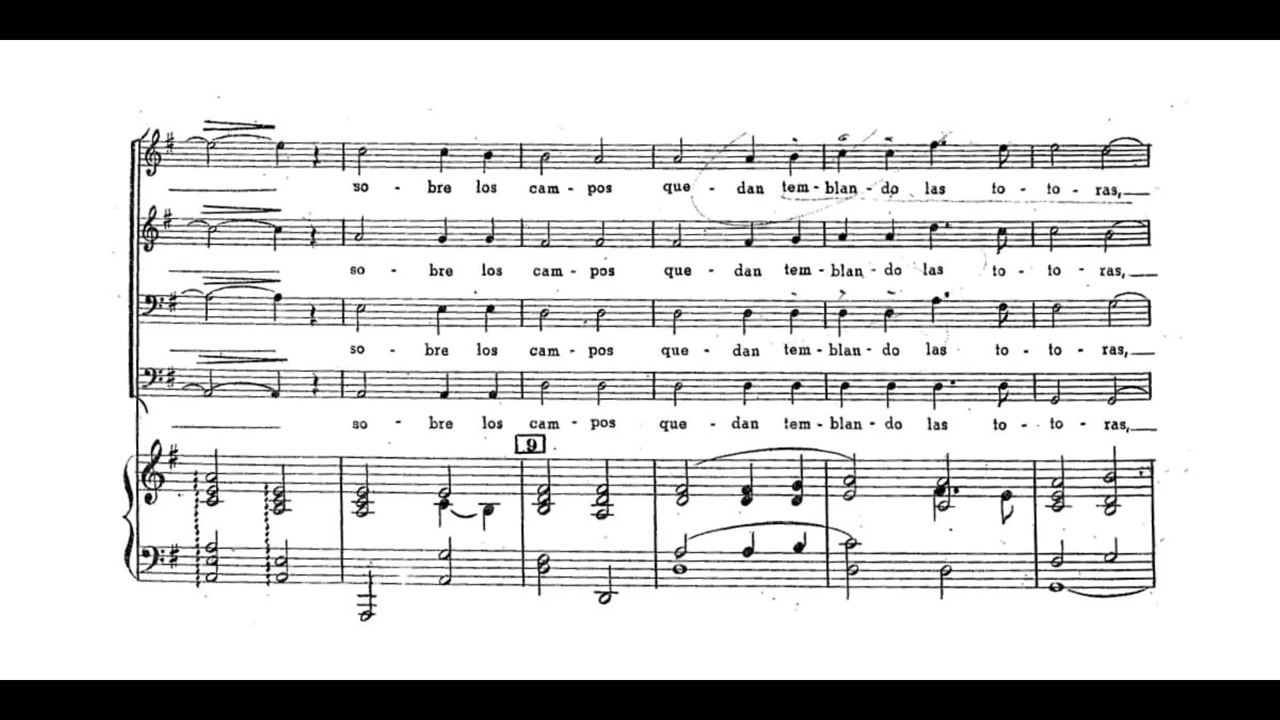 so - bre los cam - pos que - dan tem - blan - do las to - to - ras,
so - bre los cam - pos que - dan tem - blan - do las to - to - ras,
so - bre los cam - pos que - dan tem - blan - do las to - to - ras,
so - bre los cam - pos que - dan tem - blan - do las to - to - ras,
9